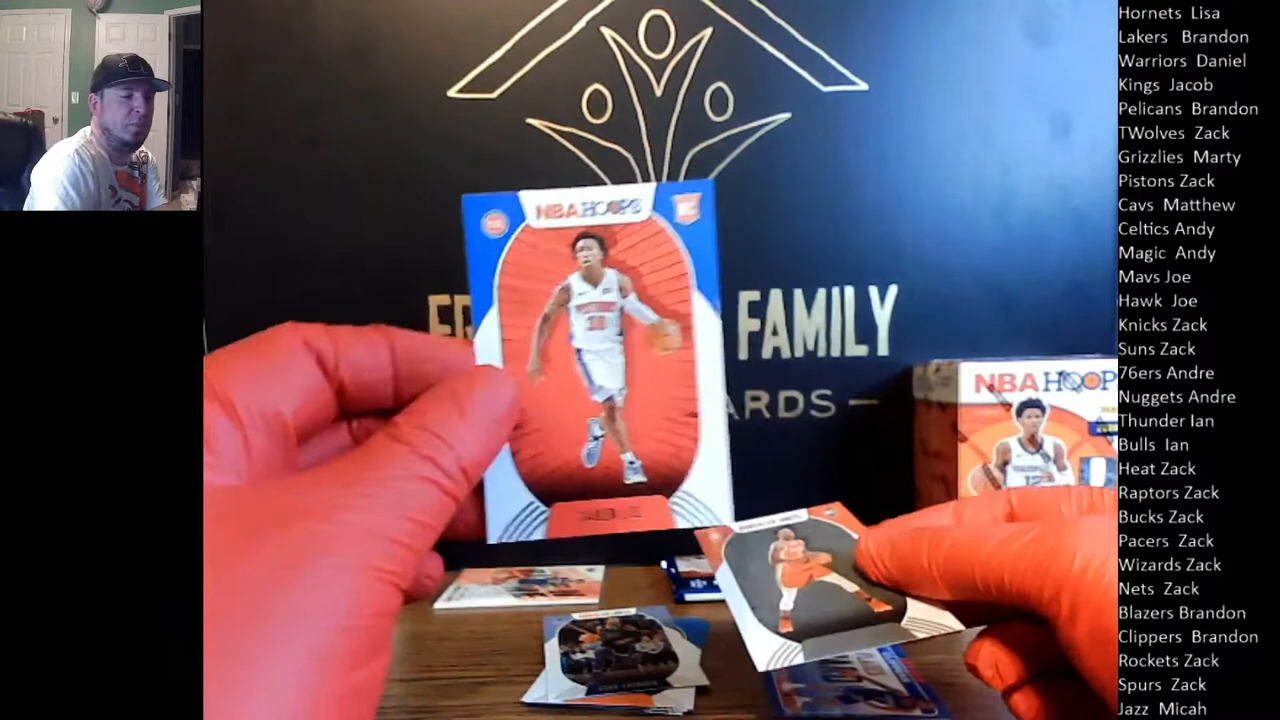 Hornets Lisa
Lakers Brandon
Warriors Daniel
Kings Jacob
Pelicans Brandon
TWolves Zack
Grizzlies Marty
Pistons Zack
Cavs Matthew
Celtics Andy
Magic Andy
Mavs Joe
Hawk Joe
Knicks Zack
Suns Zack
76ers Andre
Nuggets Andre
Thunder Ian
Bulls Ian
Heat Zack
Raptors Zack
Bucks Zack
Pacers Zack
Wizards Zack
Nets Zack
Blazers Brandon
Clippers Brandon
Rockets Zack
Spurs Zack
Jazz Micah
NBA HOOPS
FAMILY
NBA HOOP